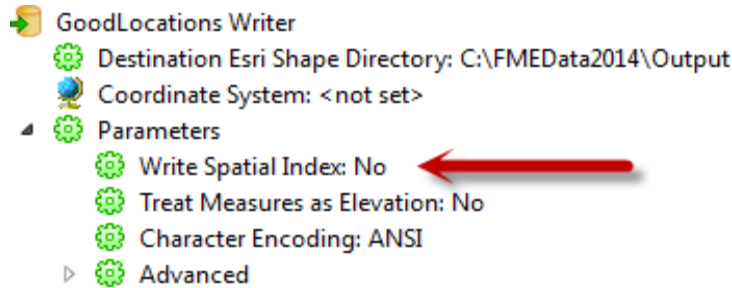 GoodLocations Writer
Destination Esri Shape Directory: C:\FMEData2014\Output
Coordinate System: <not set>
Parameters
Write Spatial Index: No
Treat Measures as Elevation: No
Character Encoding: ANSI
Advanced